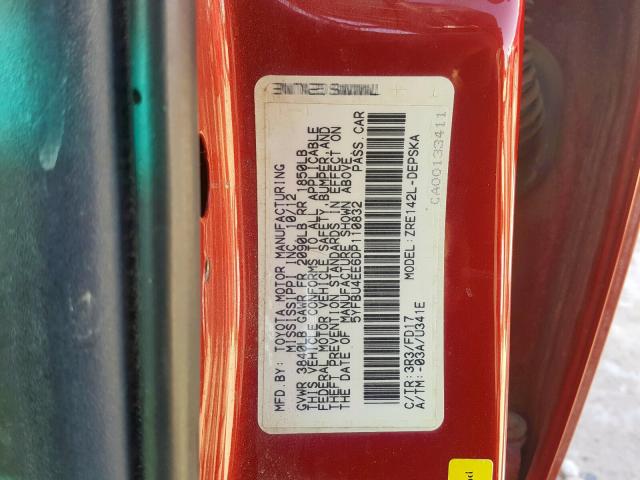 MFD.BY: TOYOTA MOTOR MANUFACTURING
MISSISSIPPI INC. 10/12
GVWR 3840LB GAWR FR 2090LB RR 1850LB
THIS VEHICLE CONFORMS TO ALL APPLICABLE
FEDERAL MOTOR VEHICLE SAFETY, BUMPER, AND
THEFT PREVENTION STANDARDS IN EFFECT ON
THE DATE OF MANUFACTURE SHOWN ABOVE
5YFBU4EE6DP110832 PASS.CAR
C/TR: 3R3/FD17 MODEL: ZRE142L-DEPSKA
A/TM: -03A/U341E
CA00133411